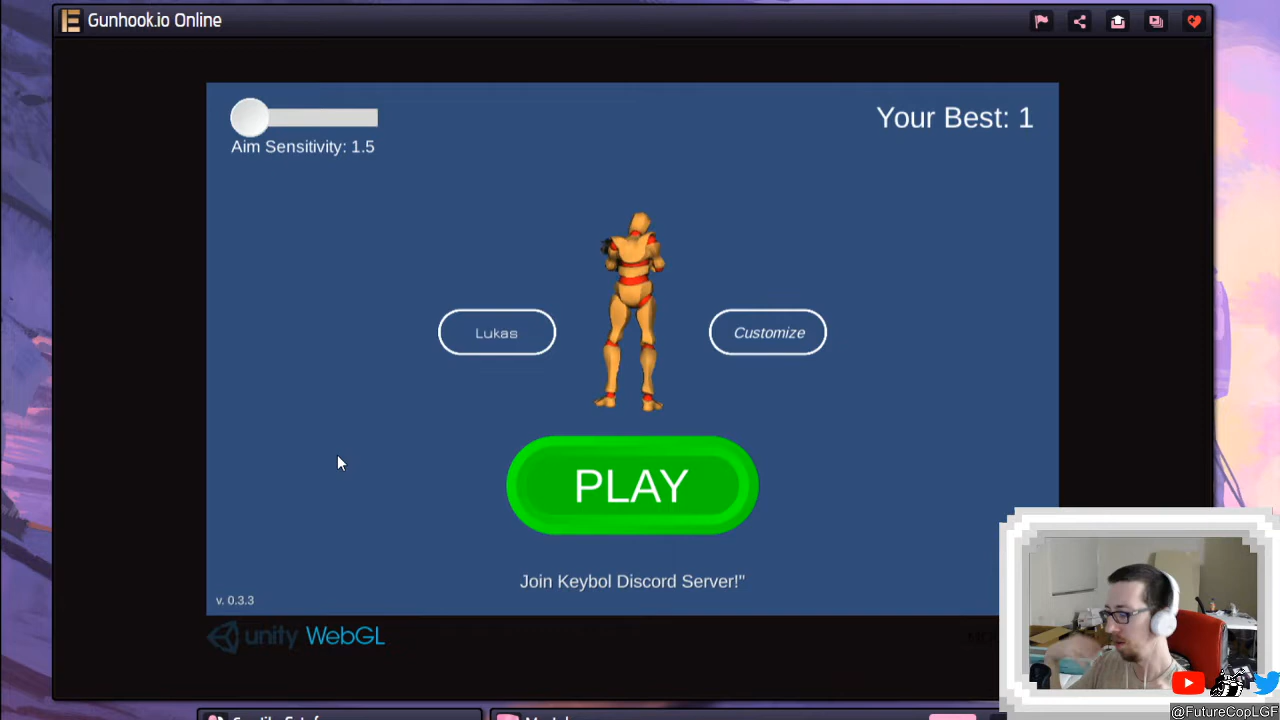 Gunhook.io Online
Your Best: 1
Aim Sensitivity: 1.5
Lukas
Customize
PLAY
Join Keybol Discord Server!"
v. 0.3.3
unity WebGL
@FutureCopLGF